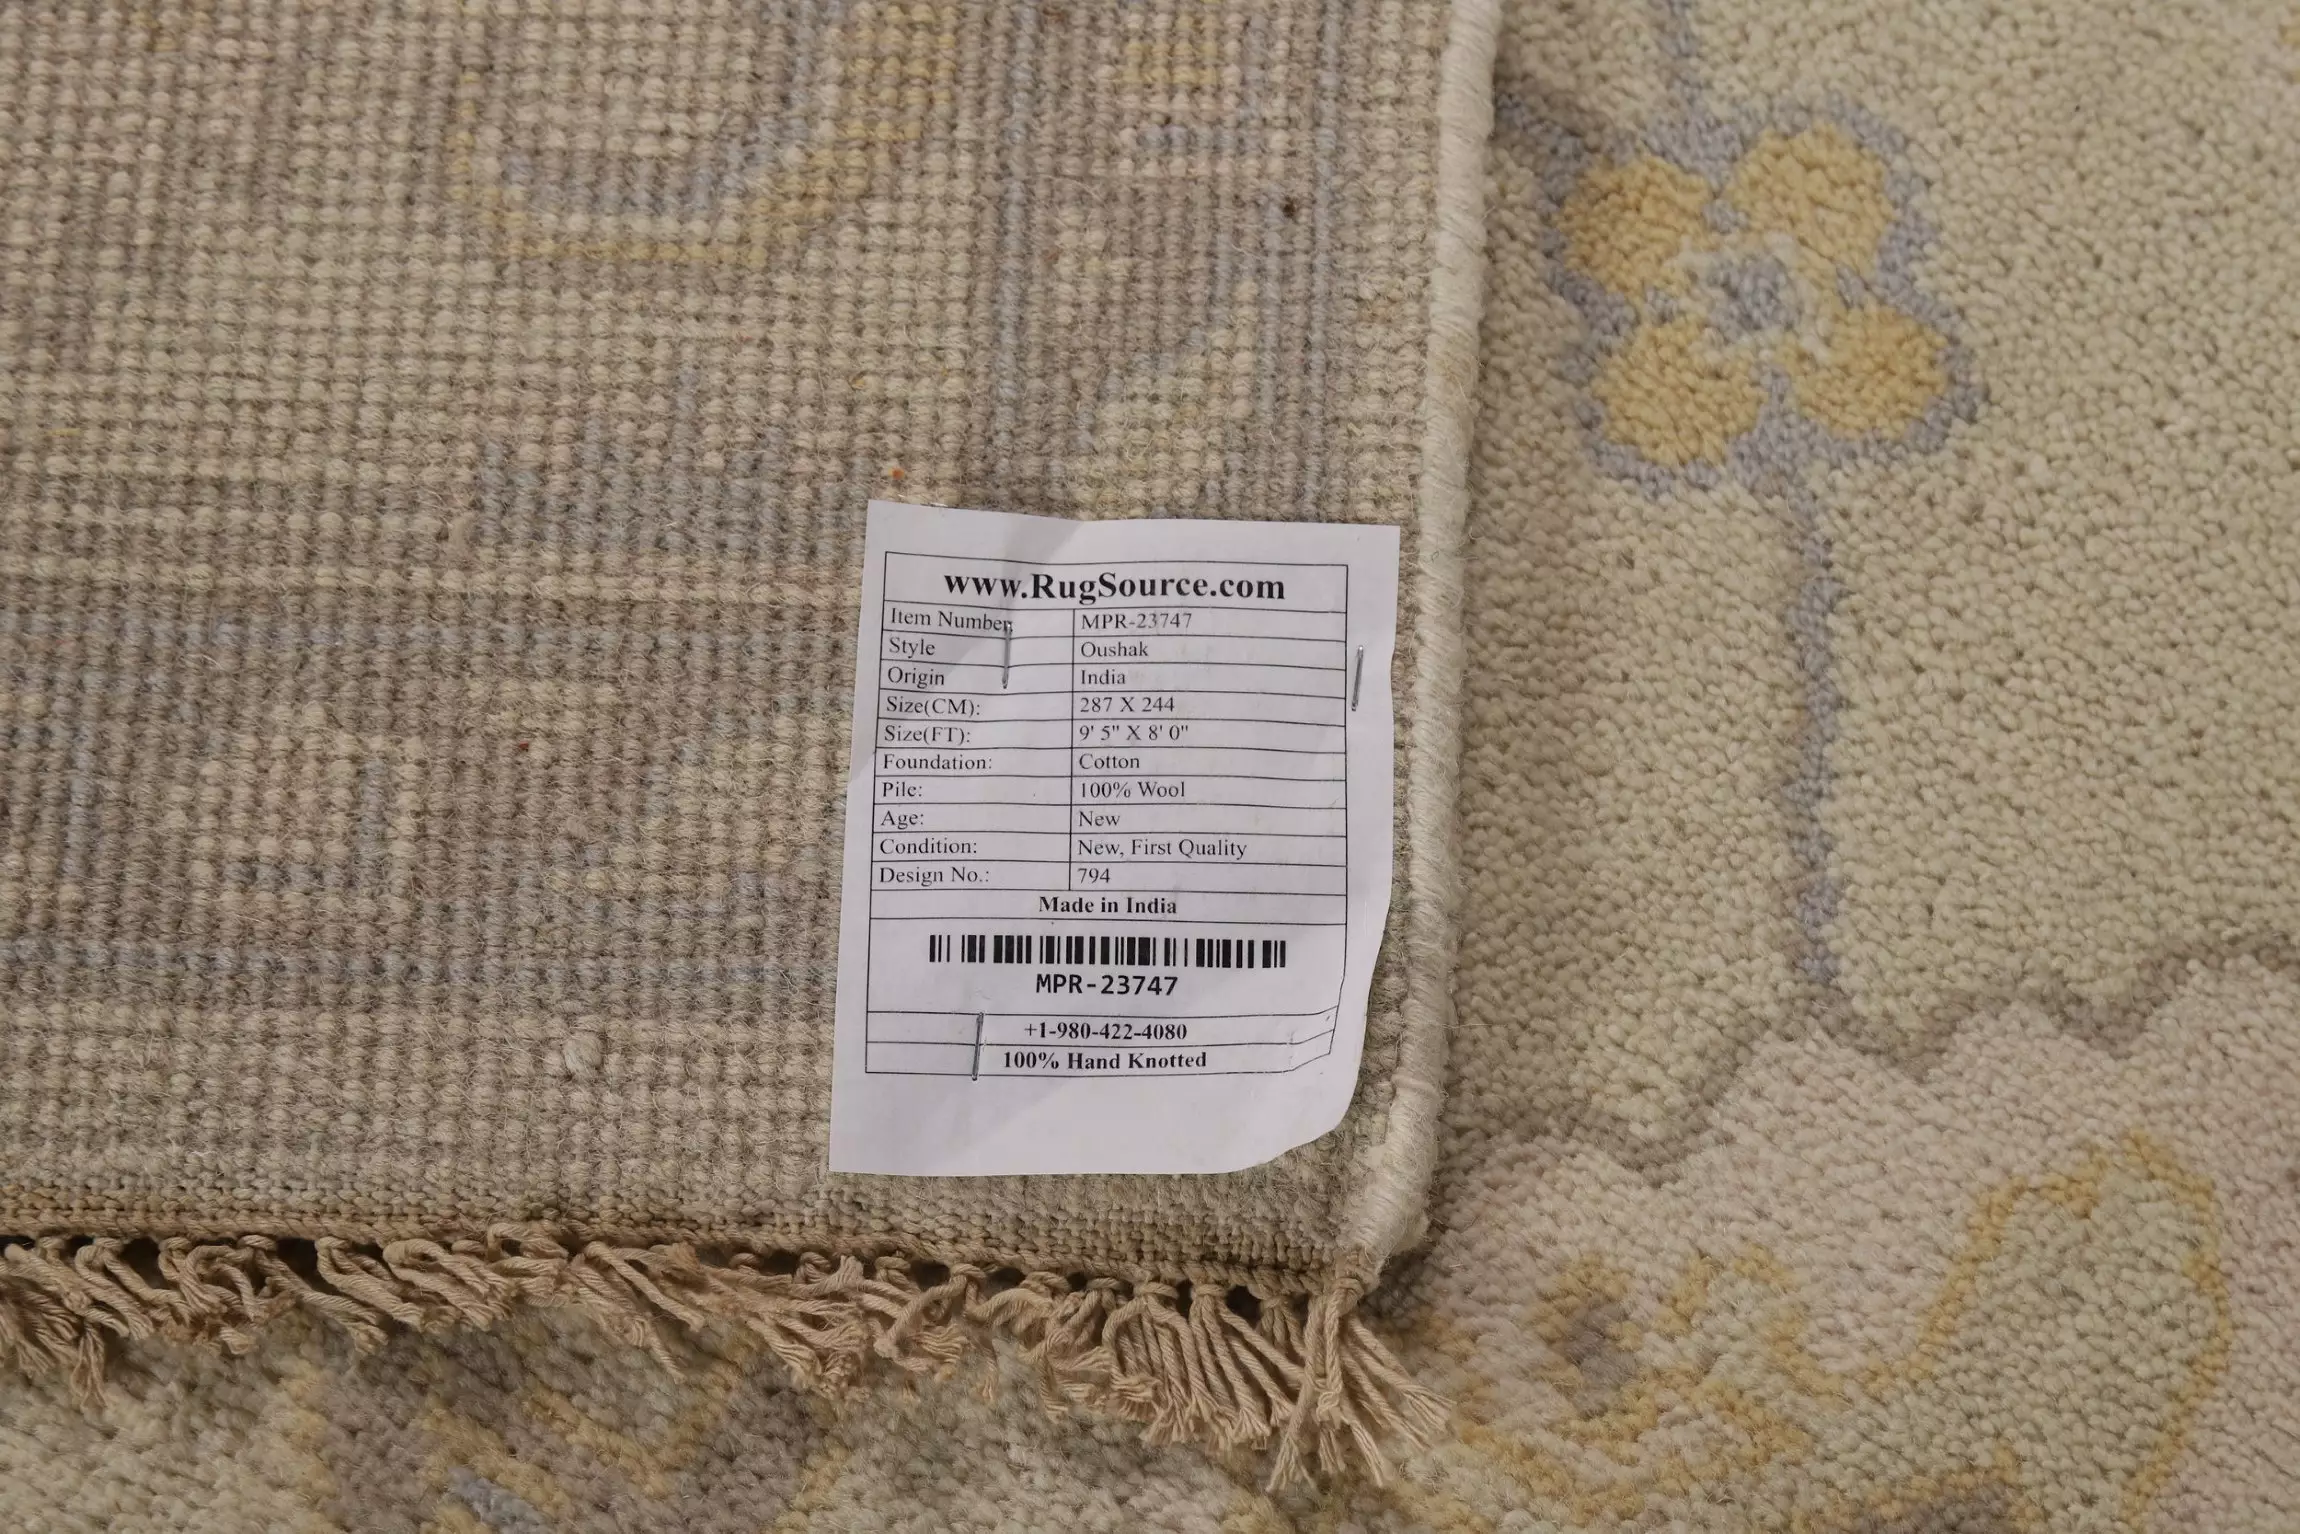 www.RugSource.com
Item Number MPR-23747
Style Oushak
Origin India
Size(CM): 287 X 244
Size(FT): 9' 5" X 8' 0"
Foundation: Cotton
Pile: 100% Wool
Age: New
Condition: New, First Quality
Design No.: 794
Made in India
MPR-23747
+1-980-422-4080
100% Hand Knotted